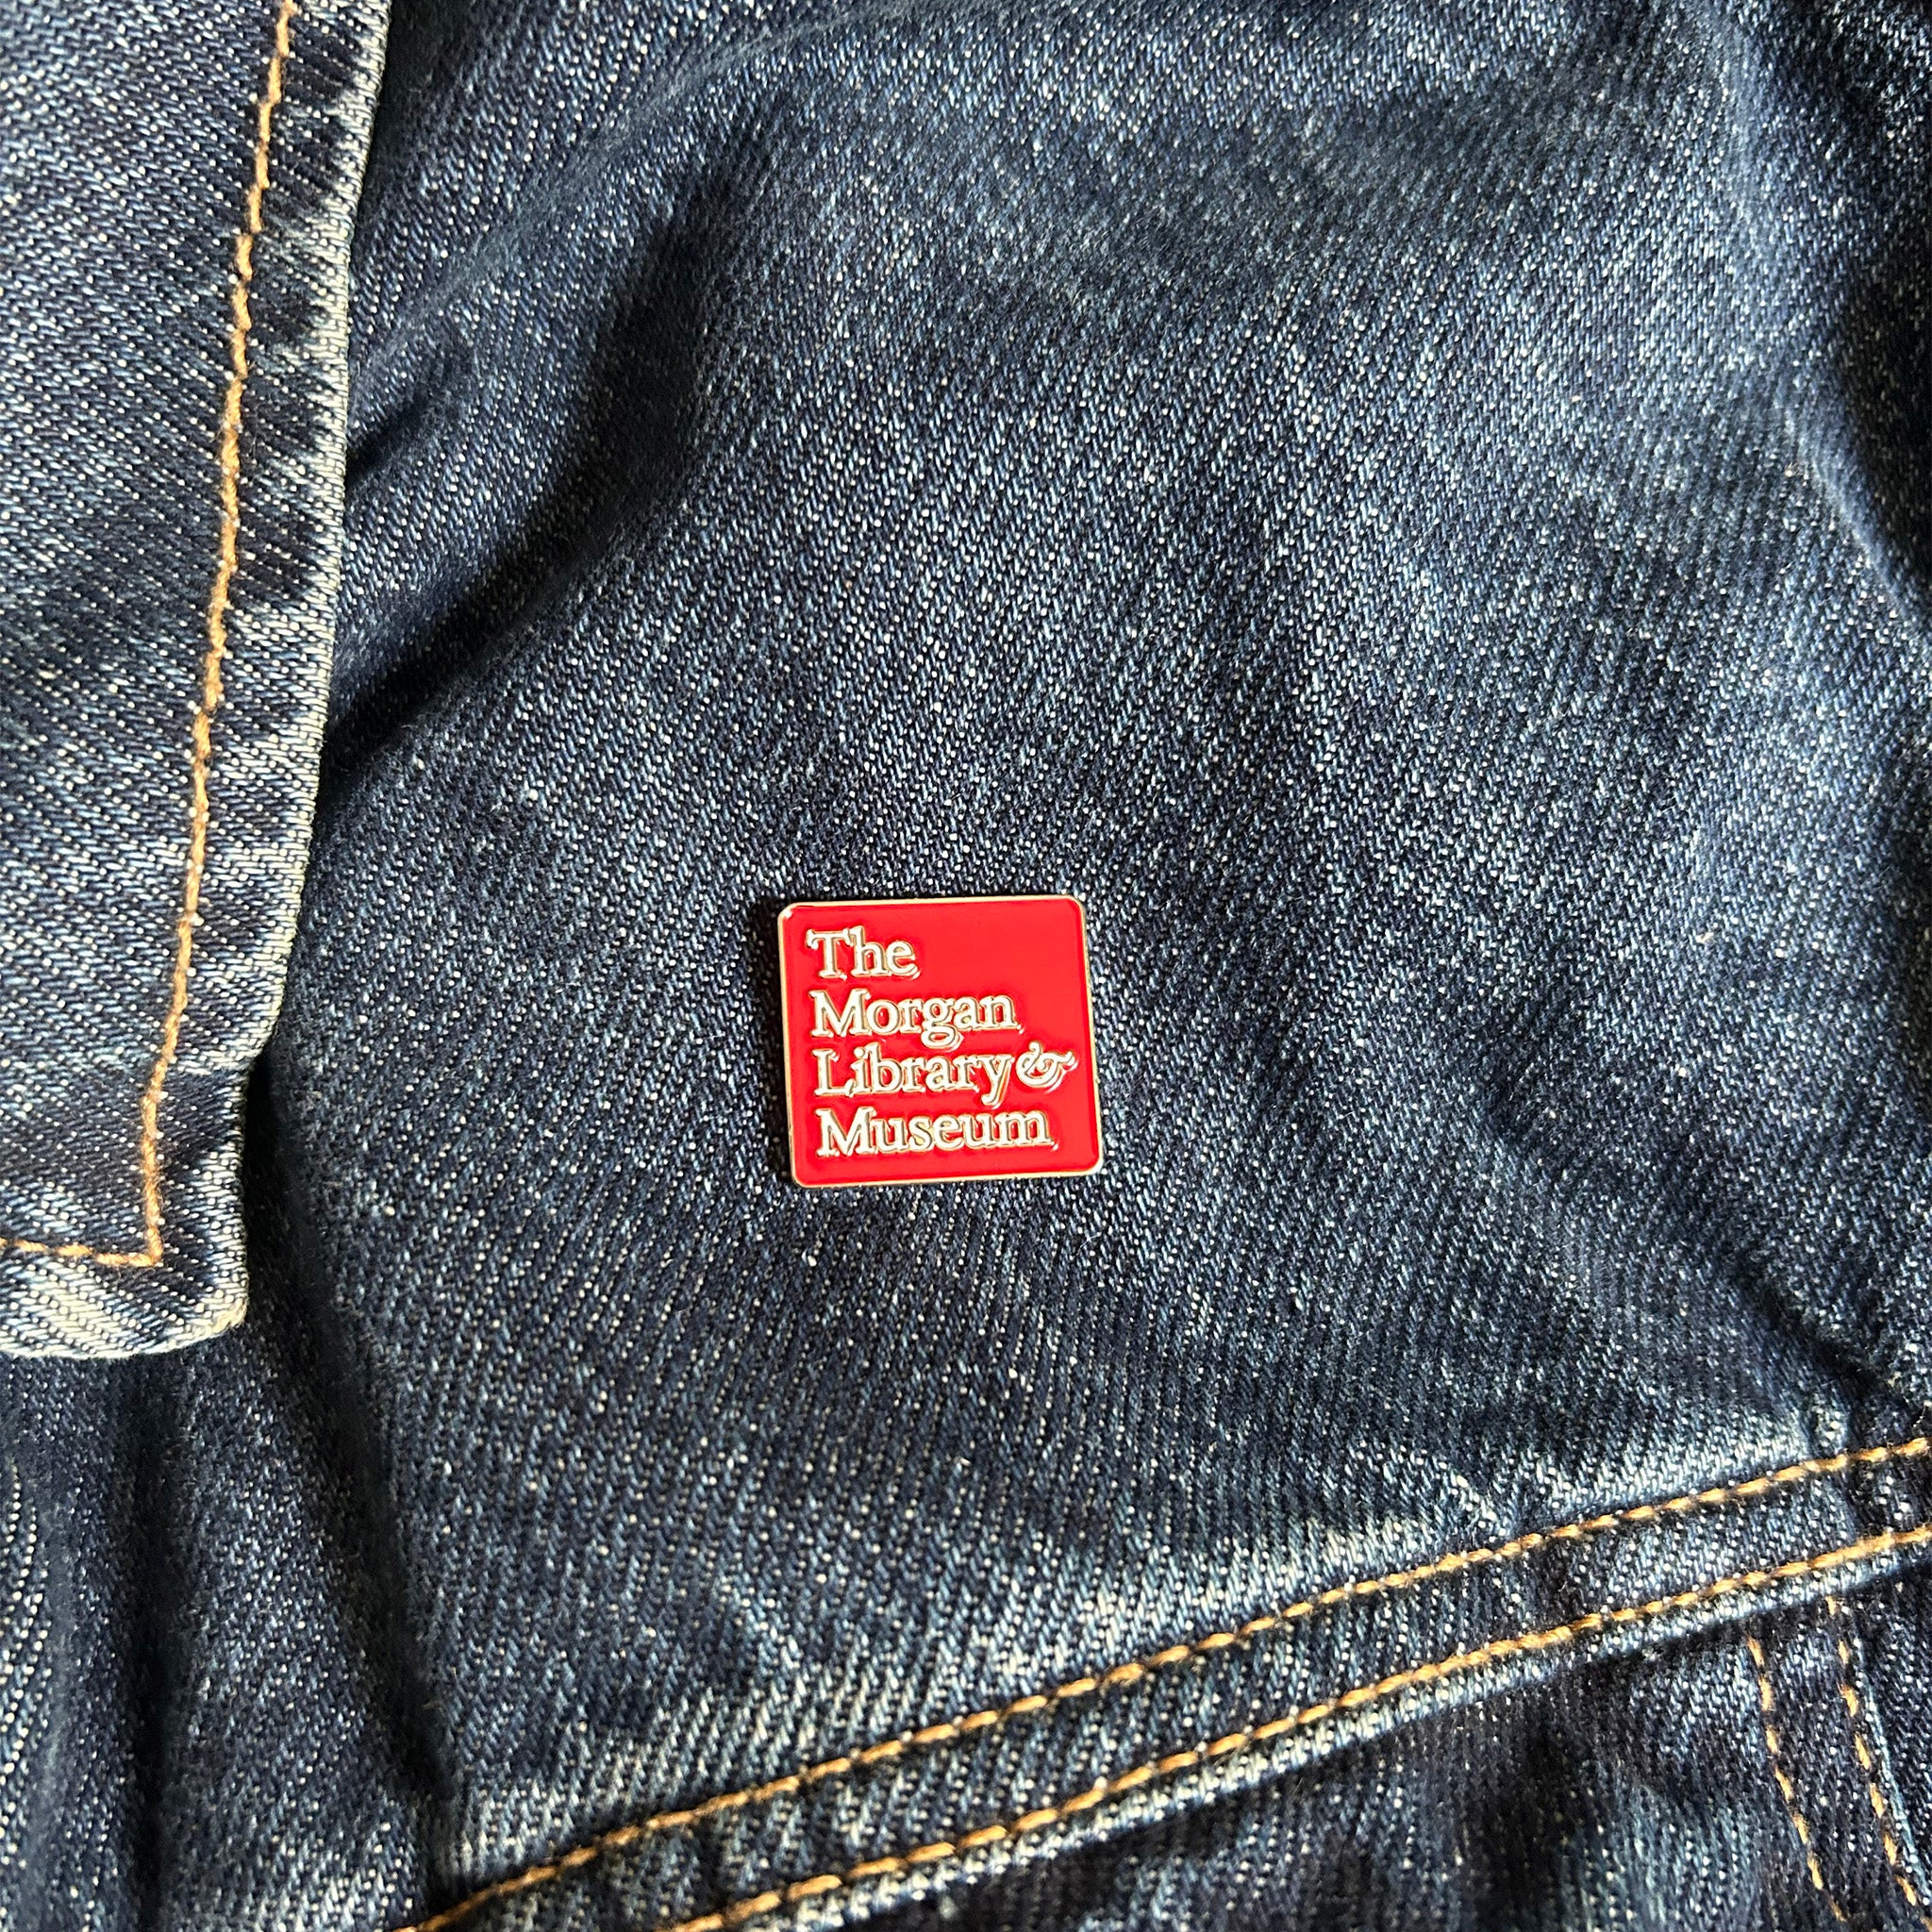 The
Morgan
Library &
Museum